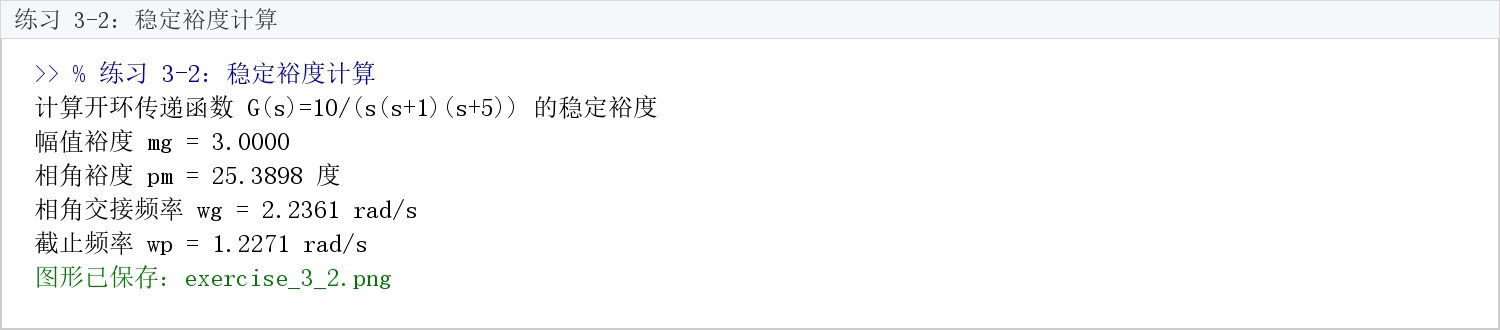 练习 3-2：稳定裕度计算
>> % 练习 3-2：稳定裕度计算
计算开环传递函数 G(s)=10/(s(s+1)(s+5)) 的稳定裕度
幅值裕度 mg = 3.0000
相角裕度 pm = 25.3898 度
相角交接频率 wg = 2.2361 rad/s
截止频率 wp = 1.2271 rad/s
图形已保存：exercise_3_2.png